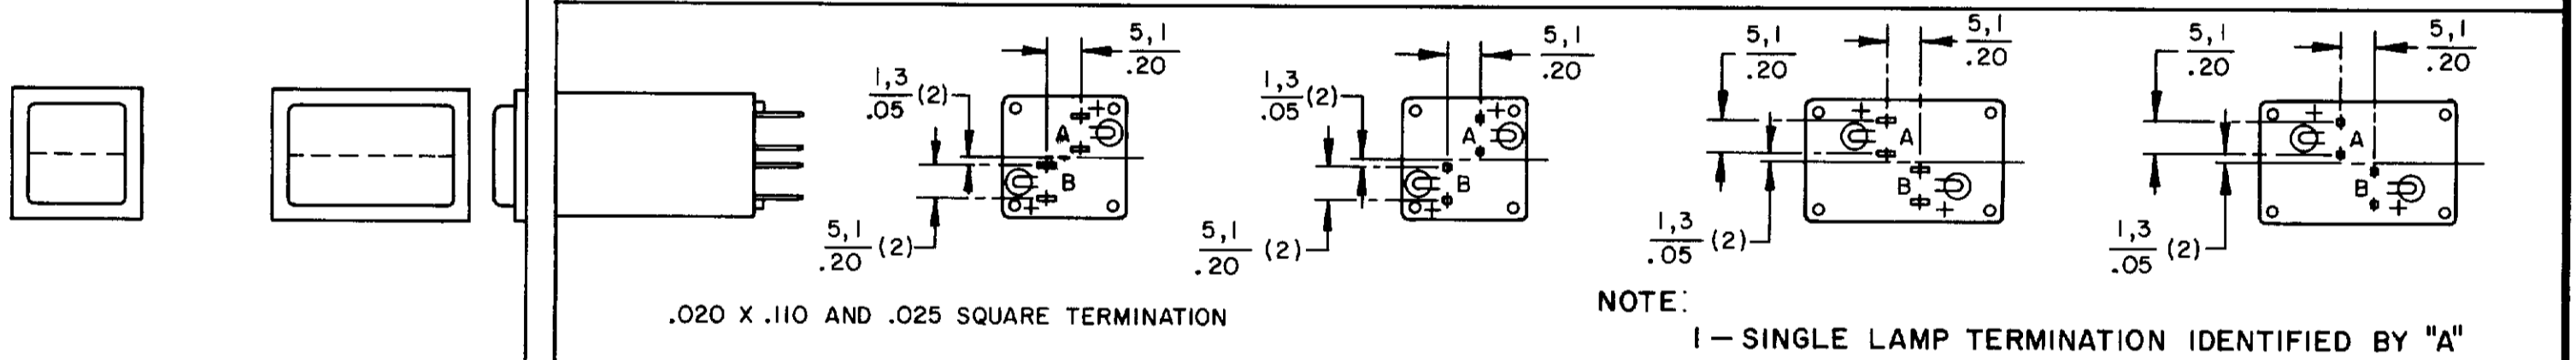 5,1
.20
1,3
.05 (2)
A
+
B
+
5,1
.20 (2)
5,1
.20
1,3
.05 (2)
A
+
B
+
5,1
.20 (2)
5,1
.20
5,1
.20
+
A
B
+
1,3
.05 (2)
5,1
.20
5,1
.20
+
A
B
+
1,3
.05 (2)
.020 X .110 AND .025 SQUARE TERMINATION
NOTE:
1 – SINGLE LAMP TERMINATION IDENTIFIED BY "A"